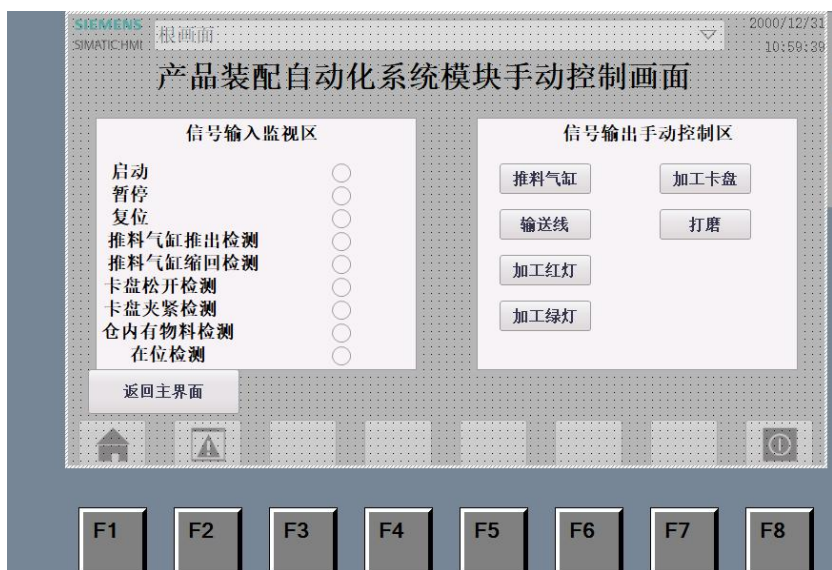 SIEMENS
SIMATIC HMI
根画面
2000/12/31
10:59:39
产品装配自动化系统模块手动控制画面
信号输入监视区
启动
暂停
复位
推料气缸推出检测
推料气缸缩回检测
卡盘松开检测
卡盘夹紧检测
仓内有物料检测
在位检测
信号输出手动控制区
推料气缸
加工卡盘
输送线
打磨
加工红灯
加工绿灯
返回主界面
F1
F2
F3
F4
F5
F6
F7
F8